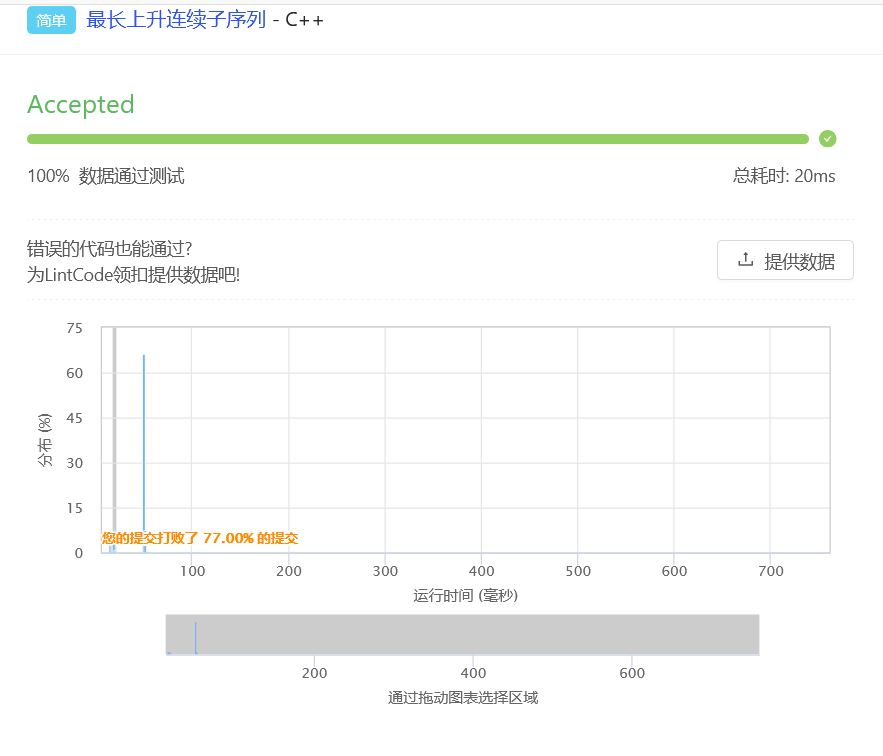 简单 最长上升连续子序列 - C++
Accepted
100% 数据通过测试 总耗时: 20ms
错误的代码也能通过?
为LintCode领扣提供数据吧!
提供数据
75
60
45
30
15
0
分布 (%)
您的提交打败了 77.00% 的提交
100 200 300 400 500 600 700
运行时间 (毫秒)
200 400 600
通过拖动图表选择区域